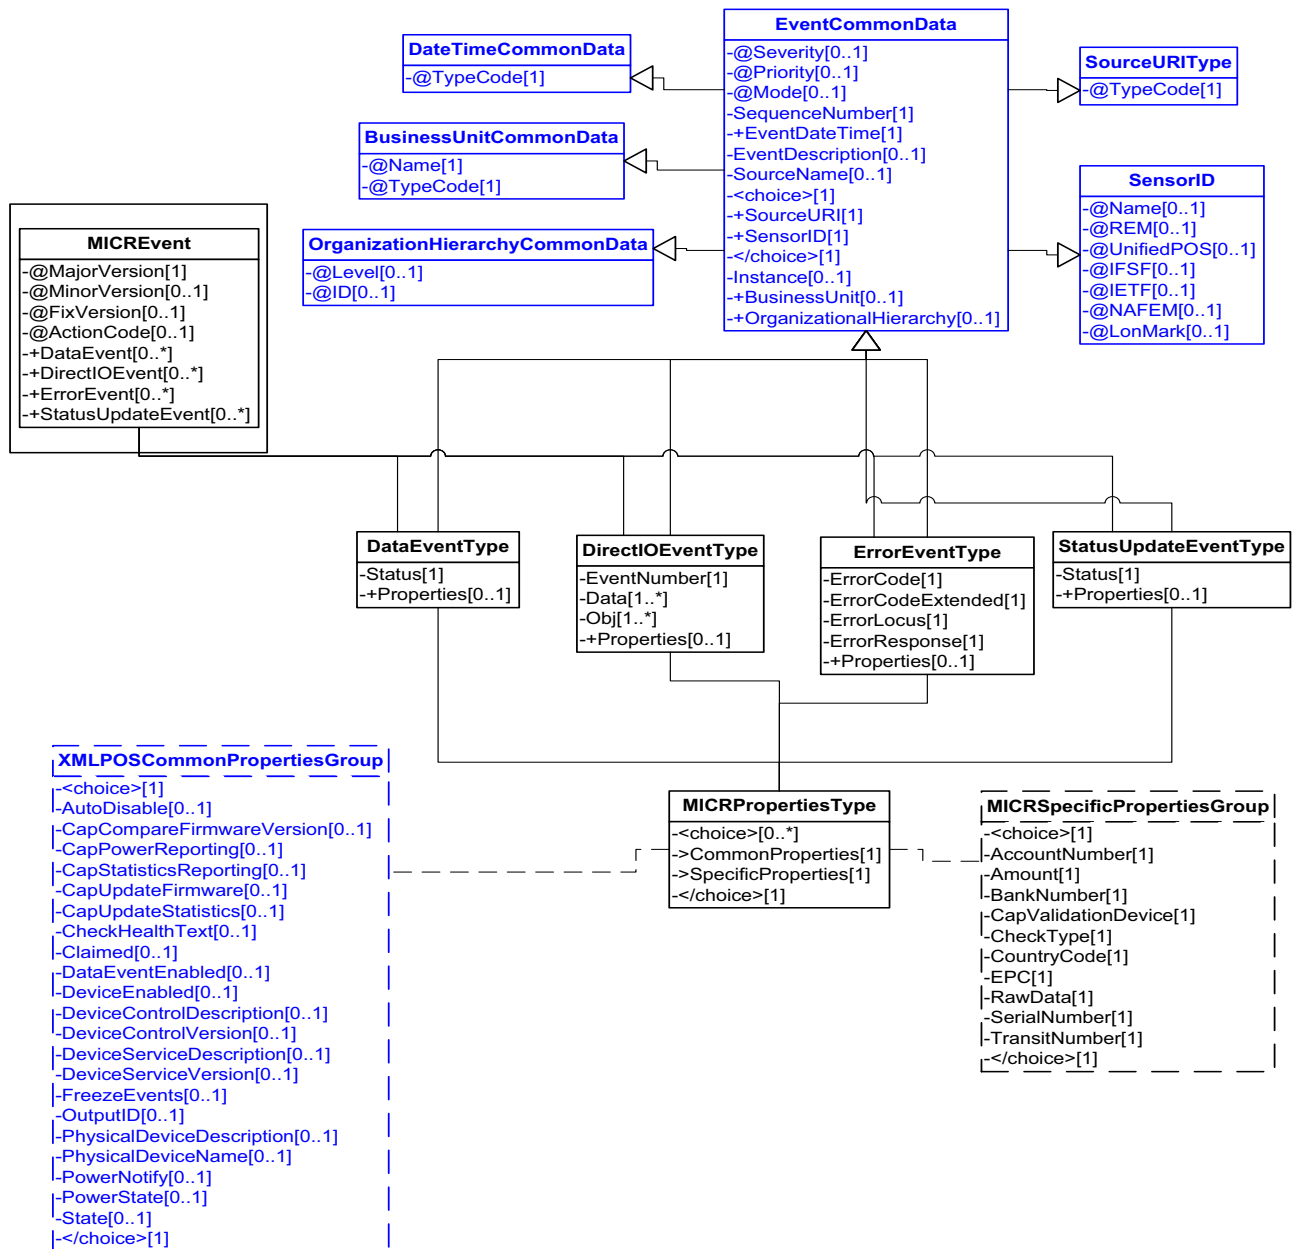 EventCommonData
-@Severity[0..1]
-@Priority[0..1]
-@Mode[0..1]
-SequenceNumber[1]
-+EventDateTime[1]
-EventDescription[0..1]
-SourceName[0..1]
-<choice>[1]
-+SourceURI[1]
-+SensorID[1]
-</choice>[1]
-Instance[0..1]
-+BusinessUnit[0..1]
-+OrganizationalHierarchy[0..1]
DateTimeCommonData
-@TypeCode[1]
SourceURIType
-@TypeCode[1]
BusinessUnitCommonData
-@Name[1]
-@TypeCode[1]
SensorID
-@Name[0..1]
-@REM[0..1]
-@UnifiedPOS[0..1]
-@IFSF[0..1]
-@IETF[0..1]
-@NAFEM[0..1]
-@LonMark[0..1]
OrganizationHierarchyCommonData
-@Level[0..1]
-@ID[0..1]
MICREvent
-@MajorVersion[1]
-@MinorVersion[0..1]
-@FixVersion[0..1]
-@ActionCode[0..1]
-+DataEvent[0..*]
-+DirectIOEvent[0..*]
-+ErrorEvent[0..*]
-+StatusUpdateEvent[0..*]
DataEventType
-Status[1]
-+Properties[0..1]
DirectIOEventType
-EventNumber[1]
-Data[1..*]
-Obj[1..*]
-+Properties[0..1]
ErrorEventType
-ErrorCode[1]
-ErrorCodeExtended[1]
-ErrorLocus[1]
-ErrorResponse[1]
-+Properties[0..1]
StatusUpdateEventType
-Status[1]
-+Properties[0..1]
XMLPOSCommonPropertiesGroup
-<choice>[1]
-AutoDisable[0..1]
-CapCompareFirmwareVersion[0..1]
-CapPowerReporting[0..1]
-CapStatisticsReporting[0..1]
-CapUpdateFirmware[0..1]
-CapUpdateStatistics[0..1]
-CheckHealthText[0..1]
-Claimed[0..1]
-DataEventEnabled[0..1]
-DeviceEnabled[0..1]
-DeviceControlDescription[0..1]
-DeviceControlVersion[0..1]
-DeviceServiceDescription[0..1]
-DeviceServiceVersion[0..1]
-FreezeEvents[0..1]
-OutputID[0..1]
-PhysicalDeviceDescription[0..1]
-PhysicalDeviceName[0..1]
-PowerNotify[0..1]
-PowerState[0..1]
-State[0..1]
-</choice>[1]
MICRPropertiesType
-<choice>[0..*]
->CommonProperties[1]
->SpecificProperties[1]
-</choice>[1]
MICRSpecificPropertiesGroup
-<choice>[1]
-AccountNumber[1]
-Amount[1]
-BankNumber[1]
-CapValidationDevice[1]
-CheckType[1]
-CountryCode[1]
-EPC[1]
-RawData[1]
-SerialNumber[1]
-TransitNumber[1]
-</choice>[1]